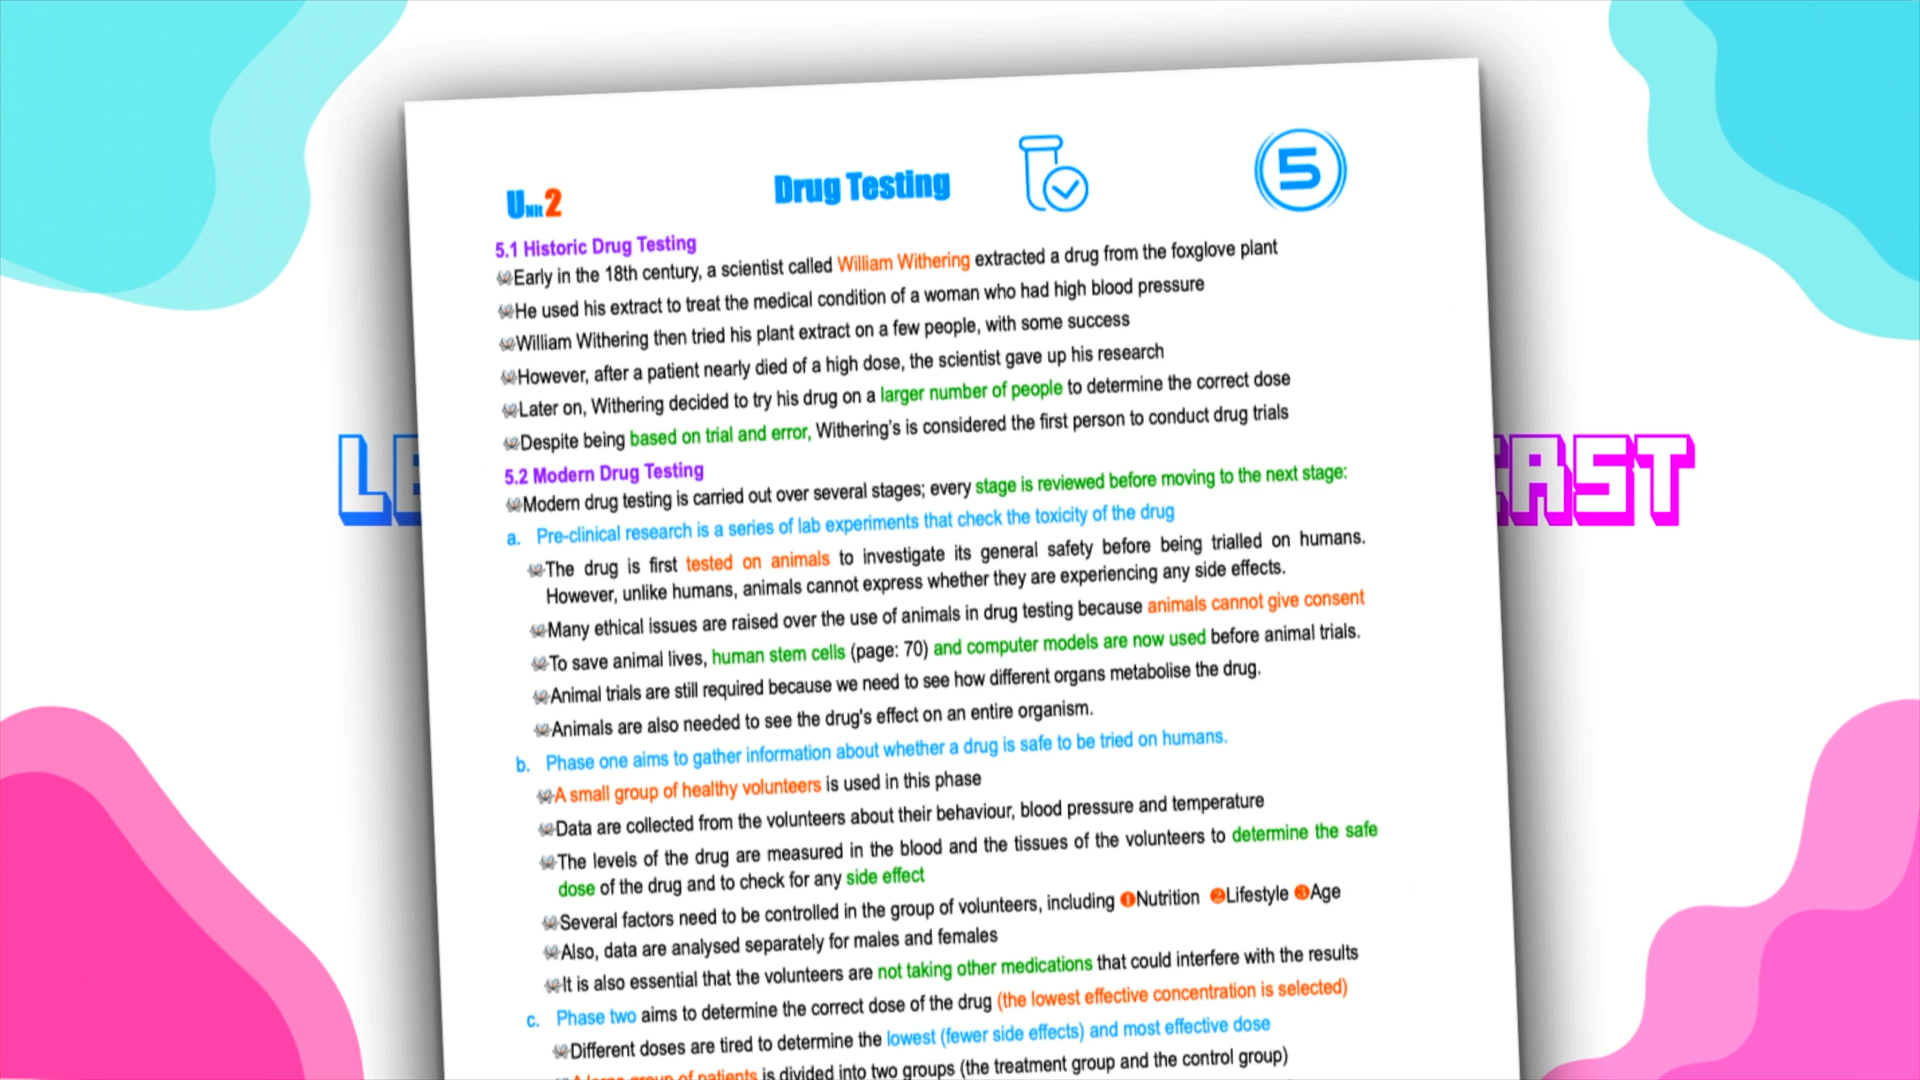 Unit 2
Drug Testing
5
5.1 Historic Drug Testing
Early in the 18th century, a scientist called William Withering extracted a drug from the foxglove plant
He used his extract to treat the medical condition of a woman who had high blood pressure
William Withering then tried his plant extract on a few people, with some success
However, after a patient nearly died of a high dose, the scientist gave up his research
Later on, Withering decided to try his drug on a larger number of people to determine the correct dose
Despite being based on trial and error, Withering's is considered the first person to conduct drug trials
5.2 Modern Drug Testing
Modern drug testing is carried out over several stages; every stage is reviewed before moving to the next stage:
a. Pre-clinical research is a series of lab experiments that check the toxicity of the drug
The drug is first tested on animals to investigate its general safety before being trialled on humans.
However, unlike humans, animals cannot express whether they are experiencing any side effects.
Many ethical issues are raised over the use of animals in drug testing because animals cannot give consent
To save animal lives, human stem cells (page: 70) and computer models are now used before animal trials.
Animal trials are still required because we need to see how different organs metabolise the drug.
Animals are also needed to see the drug's effect on an entire organism.
b. Phase one aims to gather information about whether a drug is safe to be tried on humans.
A small group of healthy volunteers is used in this phase
Data are collected from the volunteers about their behaviour, blood pressure and temperature
The levels of the drug are measured in the blood and the tissues of the volunteers to determine the safe
dose of the drug and to check for any side effect
Several factors need to be controlled in the group of volunteers, including ❶Nutrition ❷Lifestyle ❸Age
Also, data are analysed separately for males and females
It is also essential that the volunteers are not taking other medications that could interfere with the results
c. Phase two aims to determine the correct dose of the drug (the lowest effective concentration is selected)
Different doses are tired to determine the lowest (fewer side effects) and most effective dose
A large group of patients is divided into two groups (the treatment group and the control group)